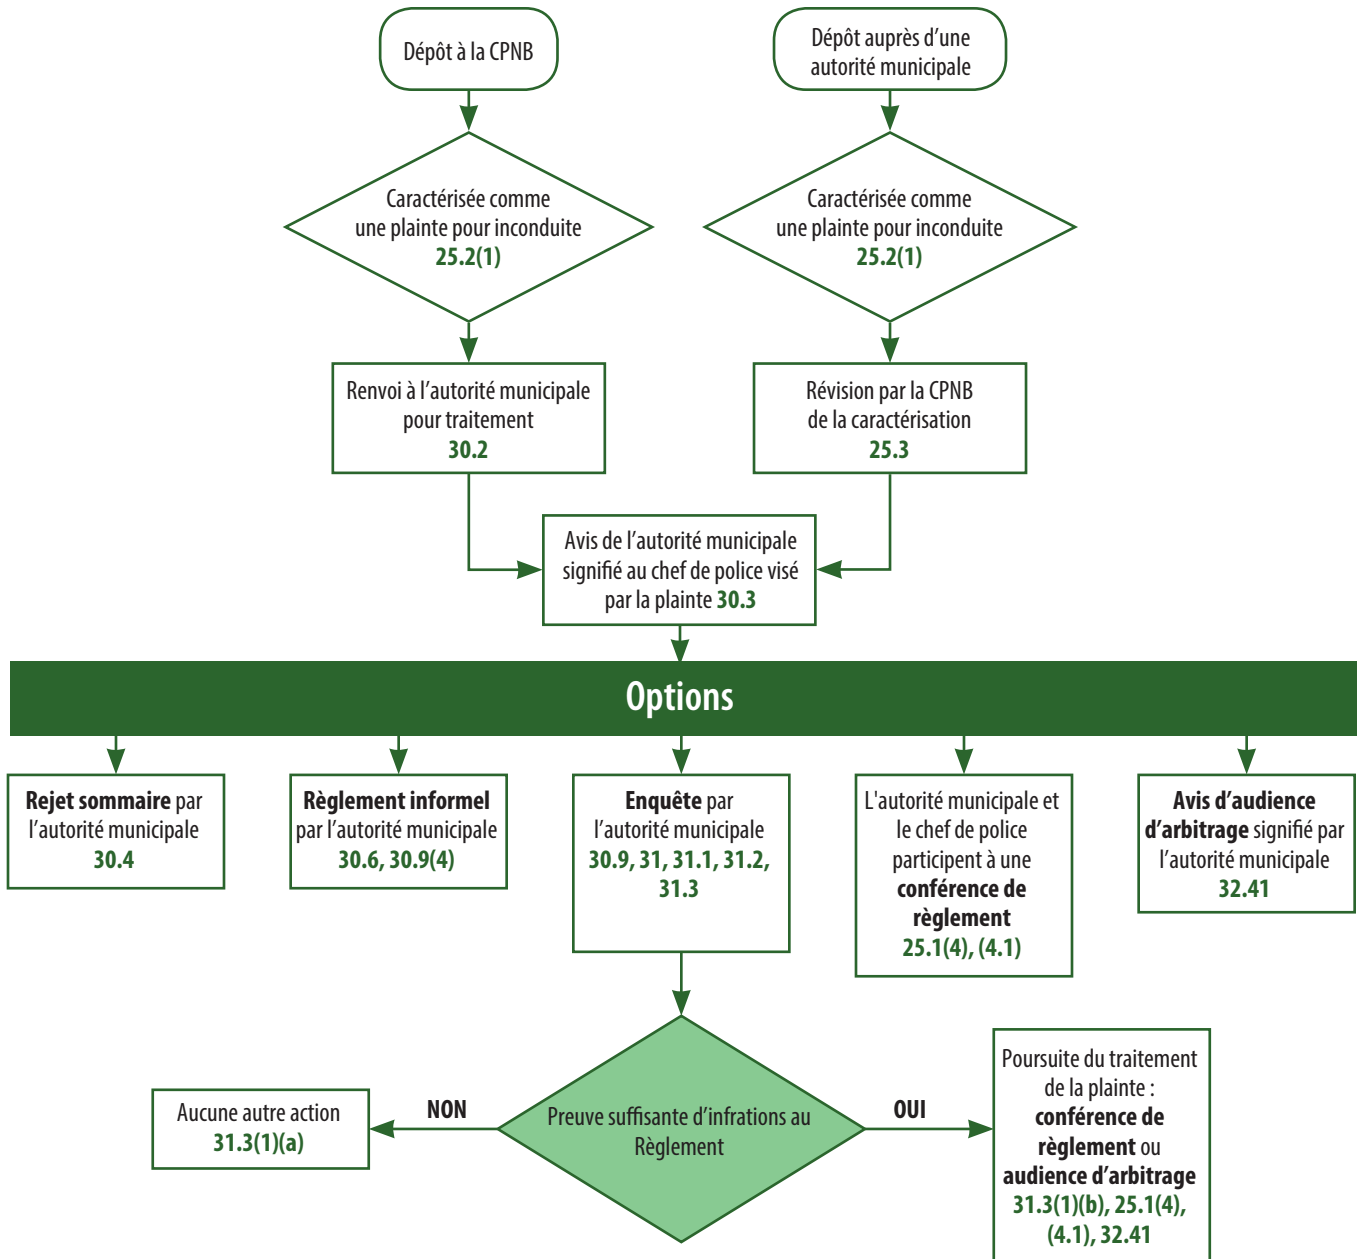 Dépôt à la CPNB
Dépôt auprès d’une
autorité municipale
Caractérisée comme
une plainte pour inconduite
25.2(1)
Caractérisée comme
une plainte pour inconduite
25.2(1)
Renvoi à l’autorité municipale
pour traitement
30.2
Révision par la CPNB
de la caractérisation
25.3
Avis de l’autorité municipale
signifié au chef de police visé
par la plainte 30.3
Options
Rejet sommaire par
l’autorité municipale
30.4
Règlement informel
par l’autorité municipale
30.6, 30.9(4)
Enquête par
l’autorité municipale
30.9, 31, 31.1, 31.2,
31.3
L'autorité municipale et
le chef de police
participent à une
conférence de
règlement
25.1(4), (4.1)
Avis d’audience
d’arbitrage signifié par
l’autorité municipale
32.41
Aucune autre action
31.3(1)(a)
NON
Preuve suffisante d’infrations au
Règlement
OUI
Poursuite du traitement
de la plainte :
conférence de
règlement ou
audience d’arbitrage
31.3(1)(b), 25.1(4),
(4.1), 32.41